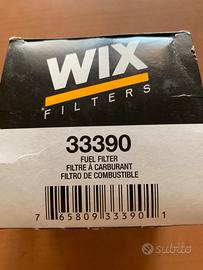 WIX
FILTERS
33390
FUEL FILTER
FILTRE À CARBURANT
FILTRO DE COMBUSTIBLE
7 65809 33390 1
subito